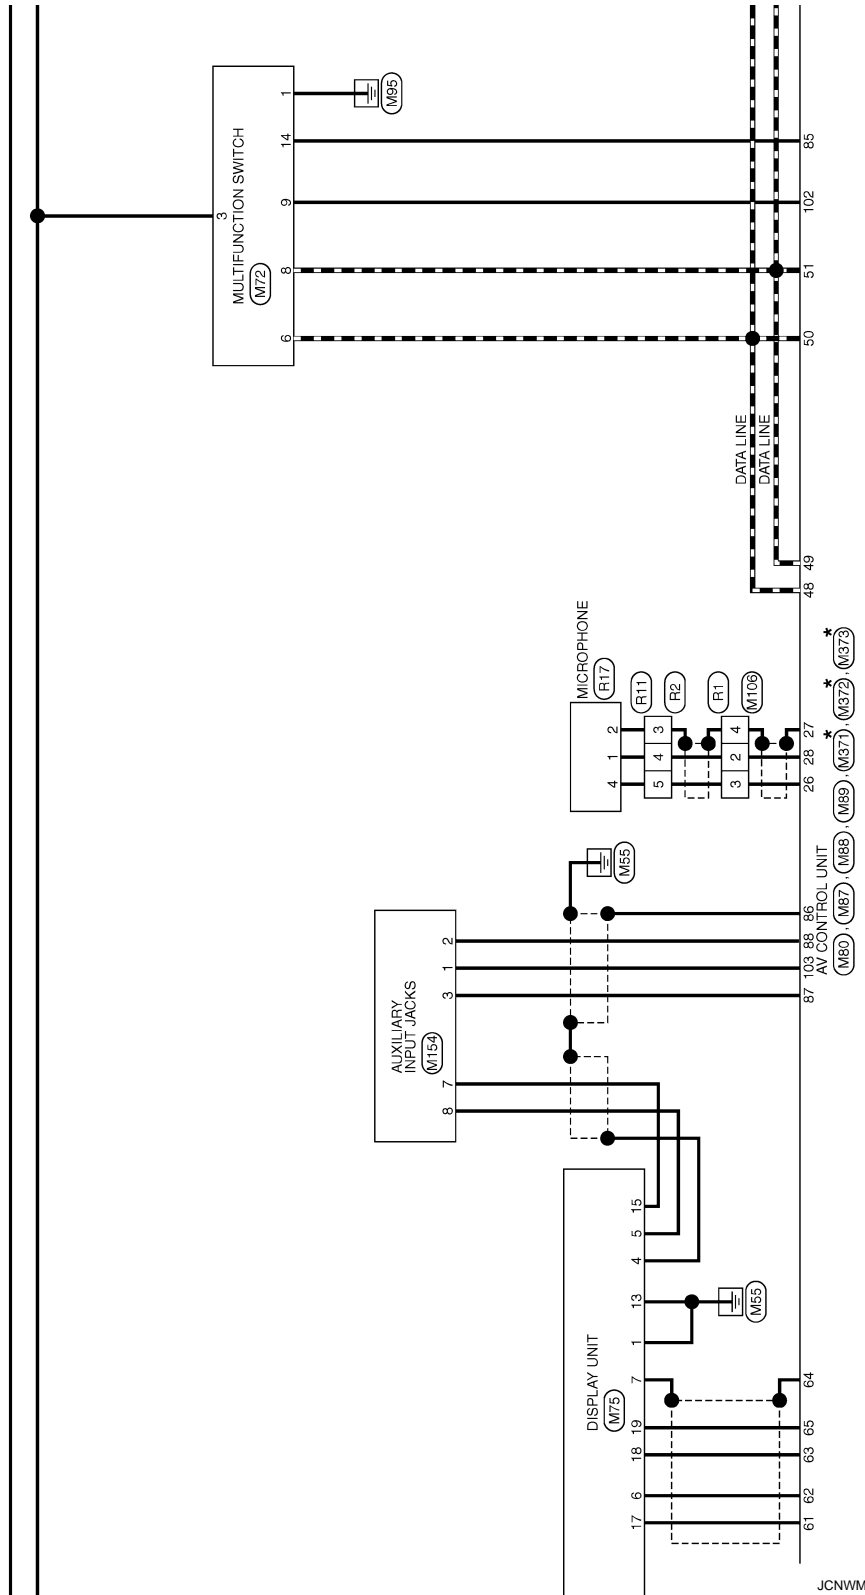 MULTIFUNCTION SWITCH
M72
3
1
14
9
8
6
M95
85
102
51
50
DATA LINE
DATA LINE
49
48
MICROPHONE
R17
2
1
4
R11
3
4
5
R2
R1
4
2
3
M106
27
28
26
AV CONTROL UNIT
M80 , M87 , M88 , M89 , M371 *, M372 *, M373 *
M55
AUXILIARY
INPUT JACKS
M154
2
1
3
7
8
86
88
103
87
DISPLAY UNIT
M75
15
5
4
13
1
7
19
18
6
17
M55
64
65
63
62
61
JCNWM